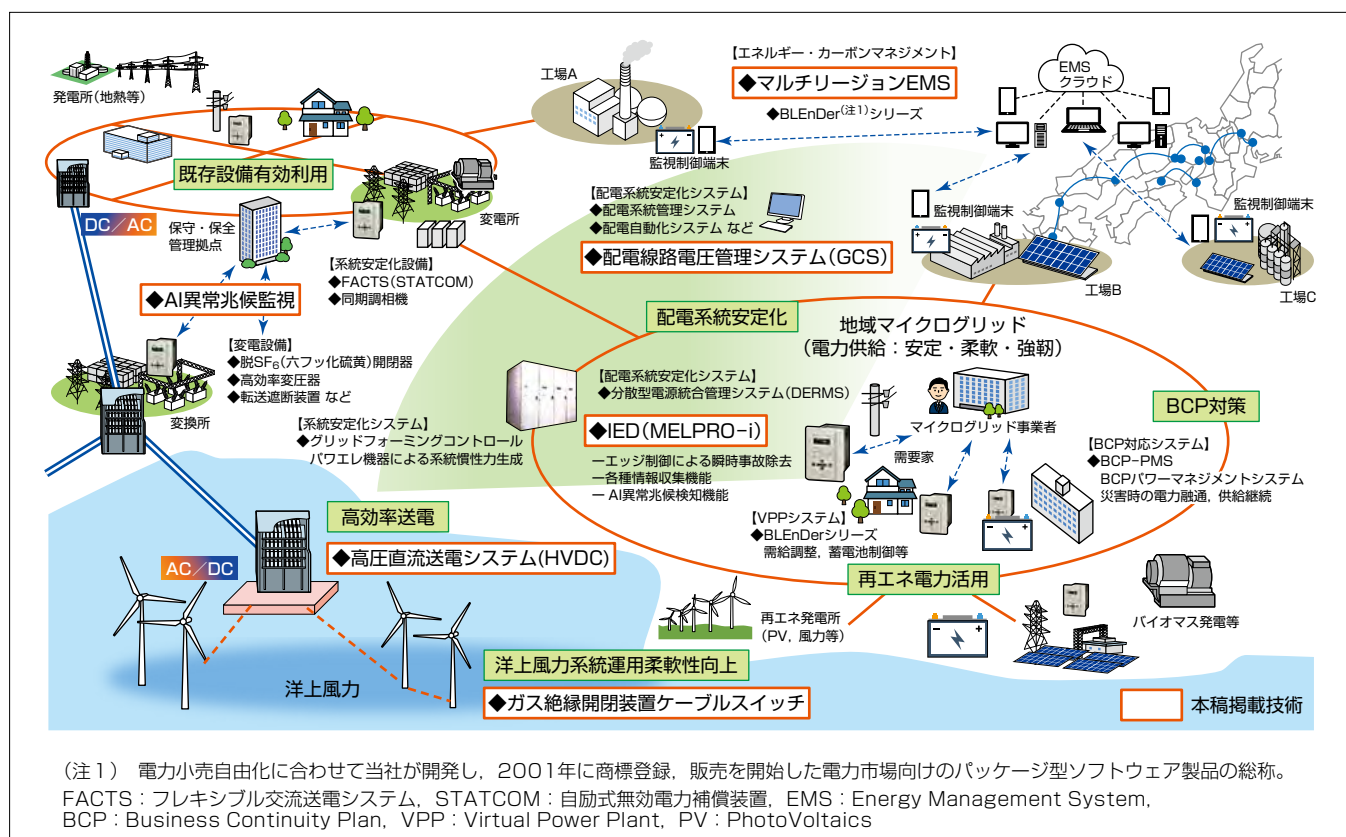 発電所(地熱等)
工場A
【エネルギー・カーボンマネジメント】
◆マルチリージョンEMS
◆BLEnDer(注1)シリーズ
EMS
クラウド
監視制御端末
既存設備有効利用
DC/AC
保守・保全
管理拠点
変電所
【配電系統安定化システム】
◆配電系統管理システム
◆配電自動化システム など
◆配電線路電圧管理システム(GCS)
監視制御端末
監視制御端末
工場B
工場C
【系統安定化設備】
◆FACTS(STATCOM)
◆同期調相機
◆AI異常兆候監視
【変電設備】
◆脱SF6(六フッ化硫黄)開閉器
◆高効率変圧器
◆転送遮断装置 など
変換所
【系統安定化システム】
◆グリッドフォーミングコントロール
パワエレ機器による系統慣性力生成
配電系統安定化
地域マイクログリッド
(電力供給:安定・柔軟・強靭)
【配電系統安定化システム】
◆分散型電源統合管理システム(DERMS)
◆IED(MELPRO-i)
ーエッジ制御による瞬時事故除去
ー各種情報収集機能
ー AI異常兆候検知機能
マイクログリッド事業者
需要家
BCP対策
【BCP対応システム】
◆BCP-PMS
BCPパワーマネジメントシステム
災害時の電力融通,供給継続
【VPPシステム】
◆BLEnDerシリーズ
需給調整,蓄電池制御等
高効率送電
◆高圧直流送電システム(HVDC)
AC/DC
再エネ電力活用
再エネ発電所
(PV,風力等)
バイオマス発電等
洋上風力
洋上風力系統運用柔軟性向上
◆ガス絶縁開閉装置ケーブルスイッチ
本稿掲載技術
(注1) 電力小売自由化に合わせて当社が開発し,2001年に商標登録,販売を開始した電力市場向けのパッケージ型ソフトウェア製品の総称。
FACTS:フレキシブル交流送電システム,STATCOM:自励式無効電力補償装置,EMS:Energy Management System,
BCP:Business Continuity Plan,VPP:Virtual Power Plant,PV:PhotoVoltaics